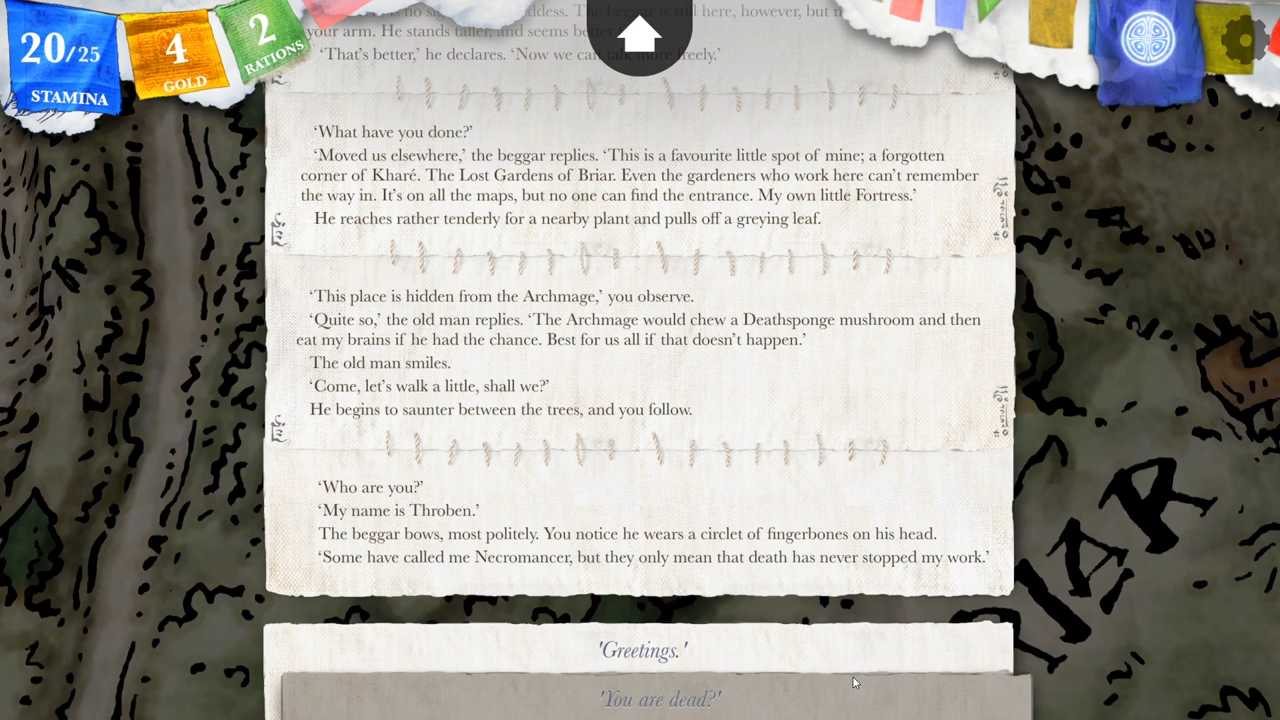 20/25
STAMINA
4
GOLD
2
RATIONS
your arm. He stands taller, and seems
‘That’s better,’ he declares. ‘Now we can talk more freely.’
‘What have you done?’
‘Moved us elsewhere,’ the beggar replies. ‘This is a favourite little spot of mine; a forgotten
corner of Kharé. The Lost Gardens of Briar. Even the gardeners who work here can’t remember
the way in. It’s on all the maps, but no one can find the entrance. My own little Fortress.’
He reaches rather tenderly for a nearby plant and pulls off a greying leaf.
‘This place is hidden from the Archmage,’ you observe.
‘Quite so,’ the old man replies. ‘The Archmage would chew a Deathsponge mushroom and then
eat my brains if he had the chance. Best for us all if that doesn’t happen.’
The old man smiles.
‘Come, let’s walk a little, shall we?’
He begins to saunter between the trees, and you follow.
‘Who are you?’
‘My name is Throben.’
The beggar bows, most politely. You notice he wears a circlet of fingerbones on his head.
‘Some have called me Necromancer, but they only mean that death has never stopped my work.’
'Greetings.'
'You are dead?'
IAR